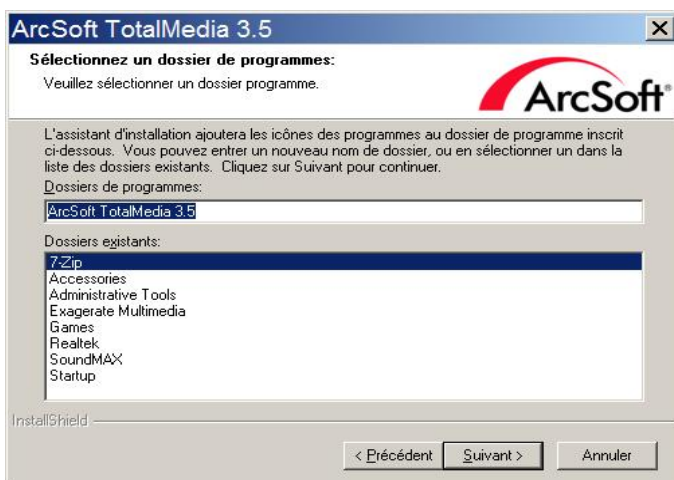 ArcSoft TotalMedia 3.5
Sélectionnez un dossier de programmes:
Veuillez sélectionner un dossier programme.
ArcSoft®
L'assistant d'installation ajoutera les icônes des programmes au dossier de programme inscrit
ci-dessous. Vous pouvez entrer un nouveau nom de dossier, ou en sélectionner un dans la
liste des dossiers existants. Cliquez sur Suivant pour continuer.
Dossiers de programmes:
ArcSoft TotalMedia 3.5
Dossiers existants:
7-Zip
Accessories
Administrative Tools
Exagerate Multimedia
Games
Realtek
SoundMAX
Startup
InstallShield
< Précédent
Suivant >
Annuler